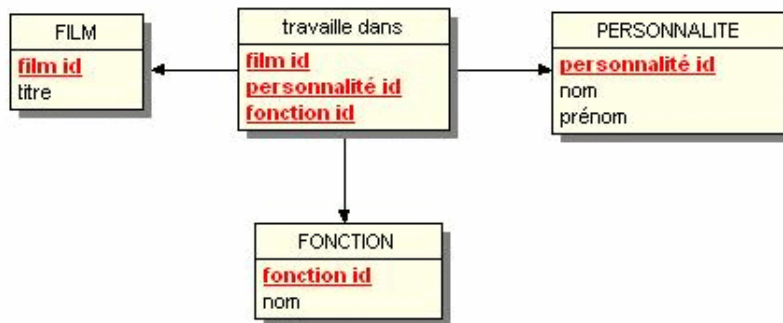 FILM
film id
titre
travaille dans
film id
personnalité id
fonction id
PERSONNALITE
personnalité id
nom
prénom
FONCTION
fonction id
nom